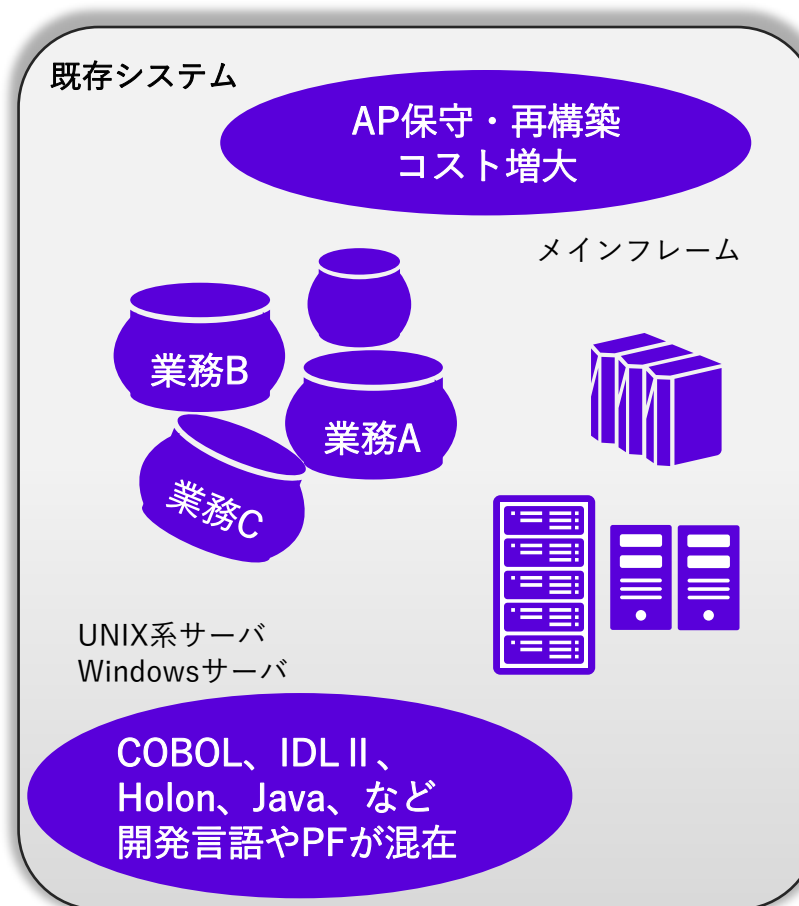 既存システム
AP保守・再構築
コスト増大
メインフレーム
業務B
業務A
業務C
UNIX系サーバ
Windowsサーバ
COBOL、IDLⅡ、
Holon、Java、など
開発言語やPFが混在